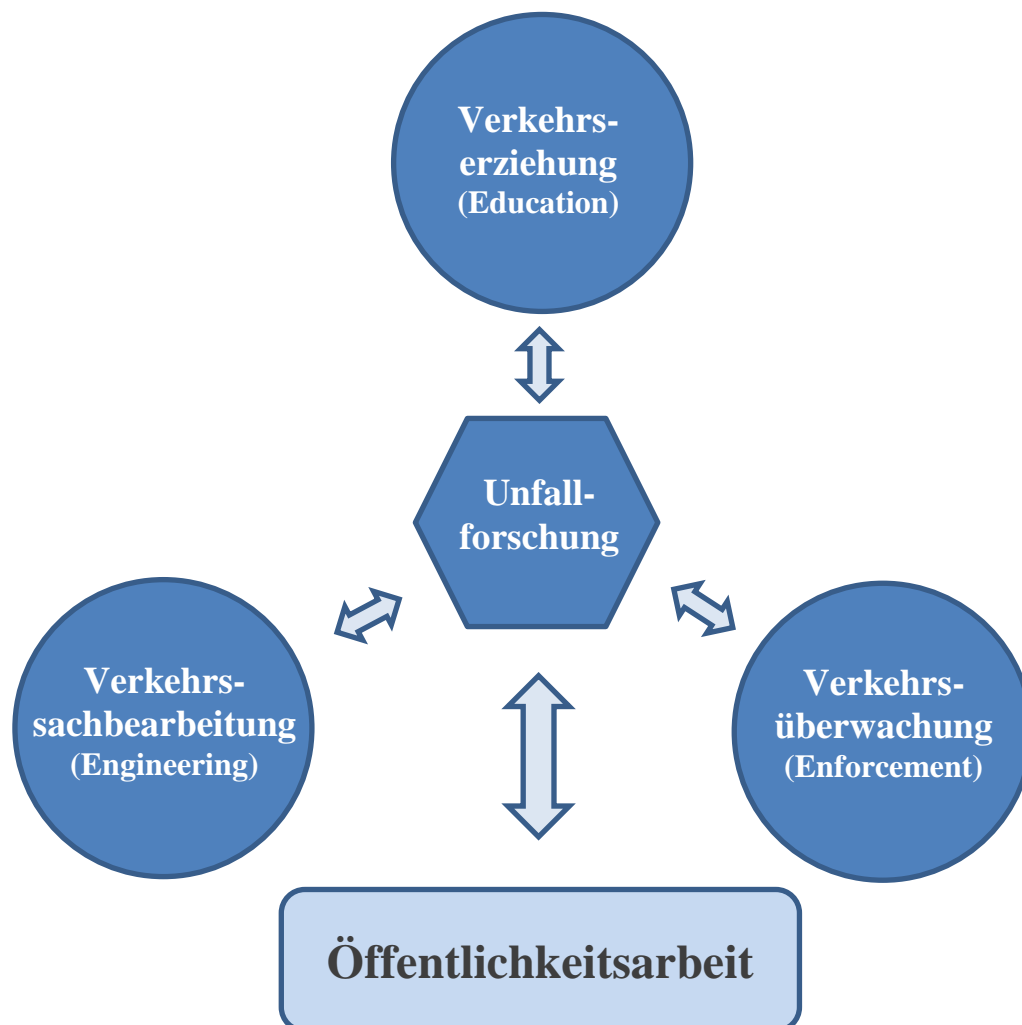 Verkehrs-
erziehung
(Education)
Unfall-
forschung
Verkehrs-
sachbearbeitung
(Engineering)
Verkehrs-
überwachung
(Enforcement)
Öffentlichkeitsarbeit